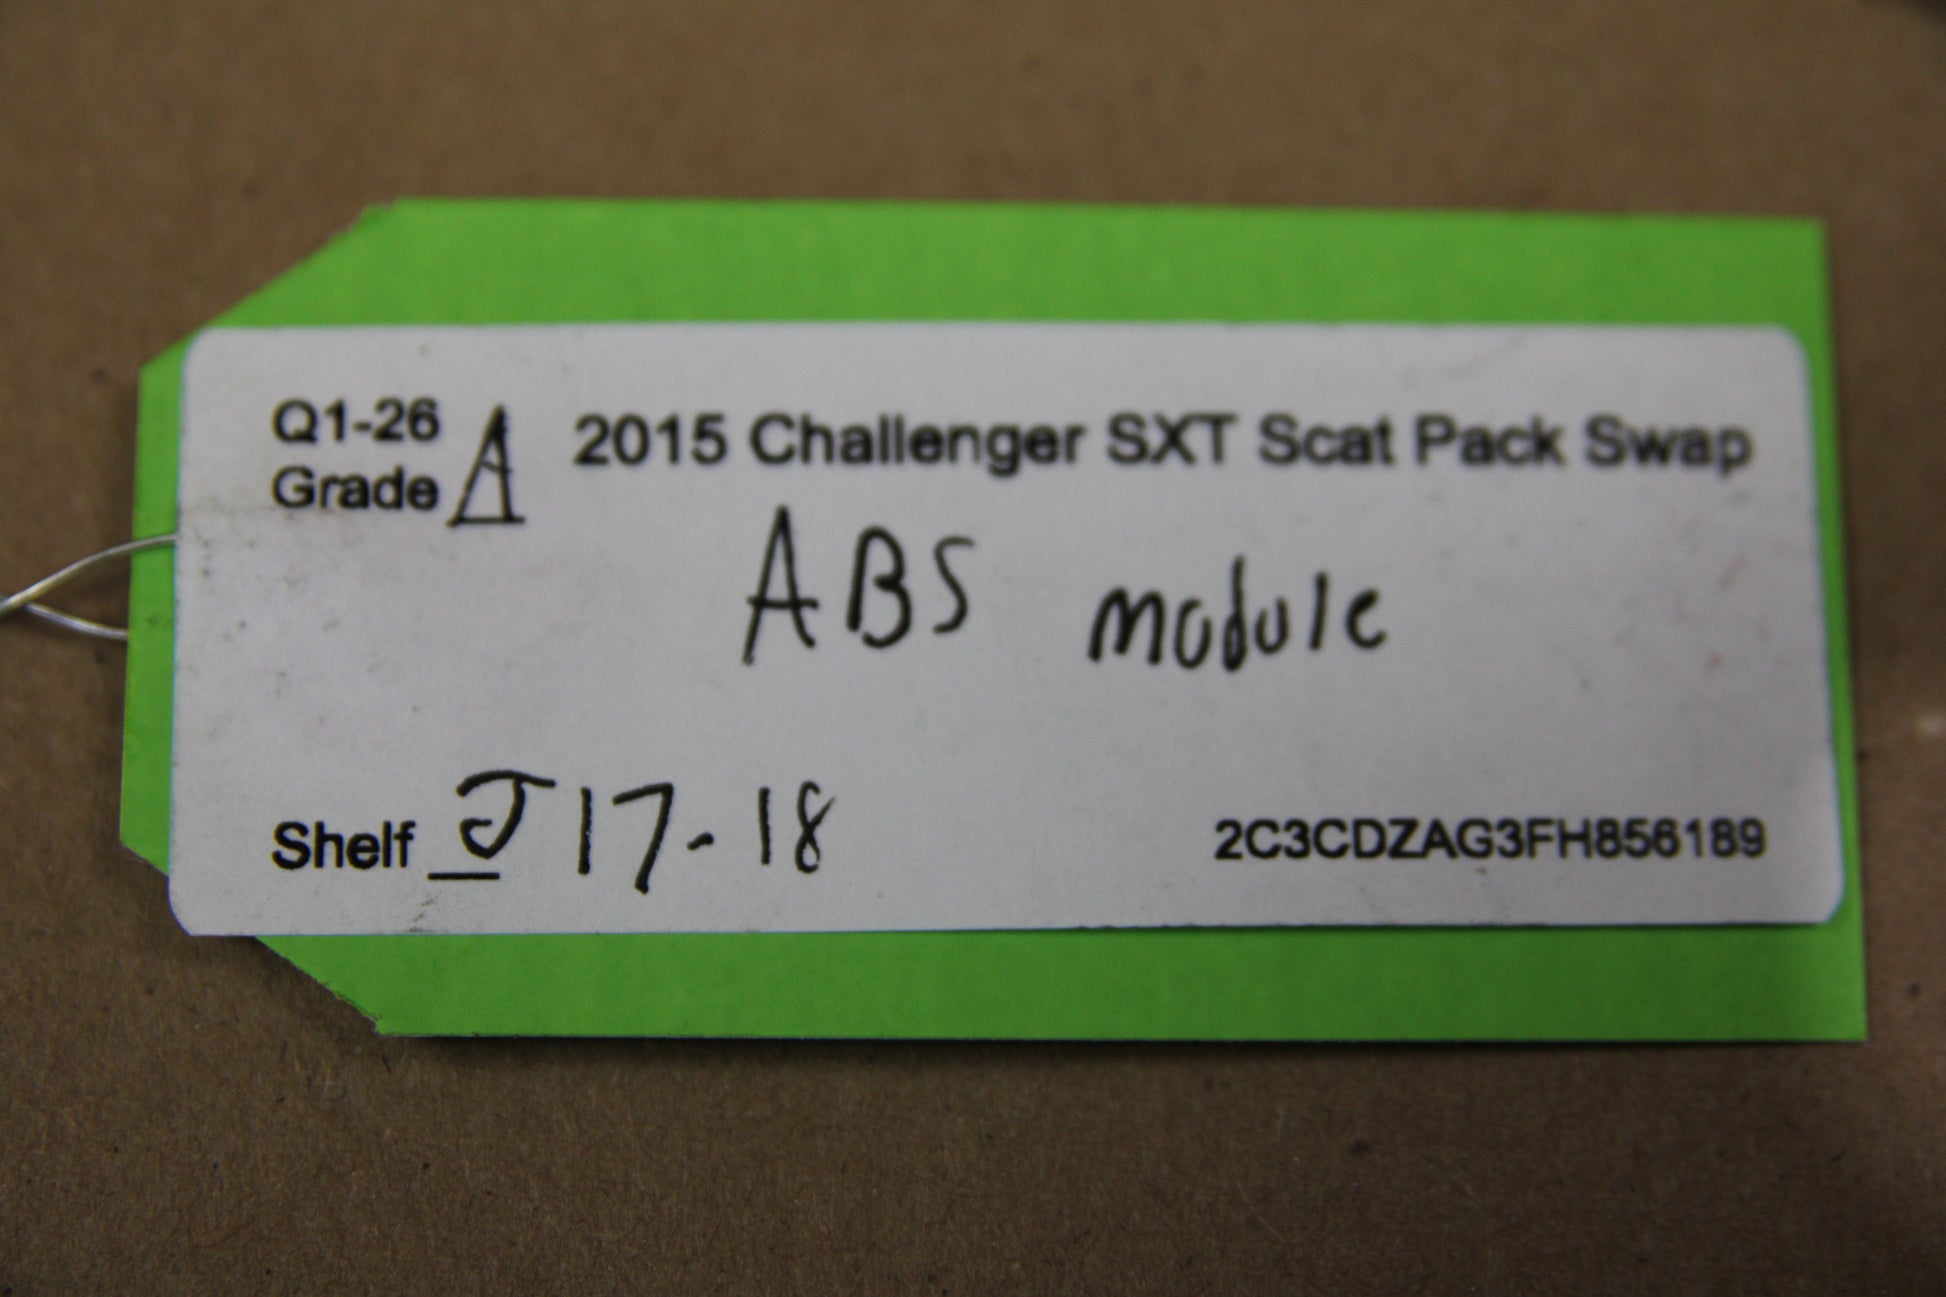 Q1-26
Grade A
2015 Challenger SXT Scat Pack Swap
ABS module
Shelf J17-18
2C3CDZAG3FH856189